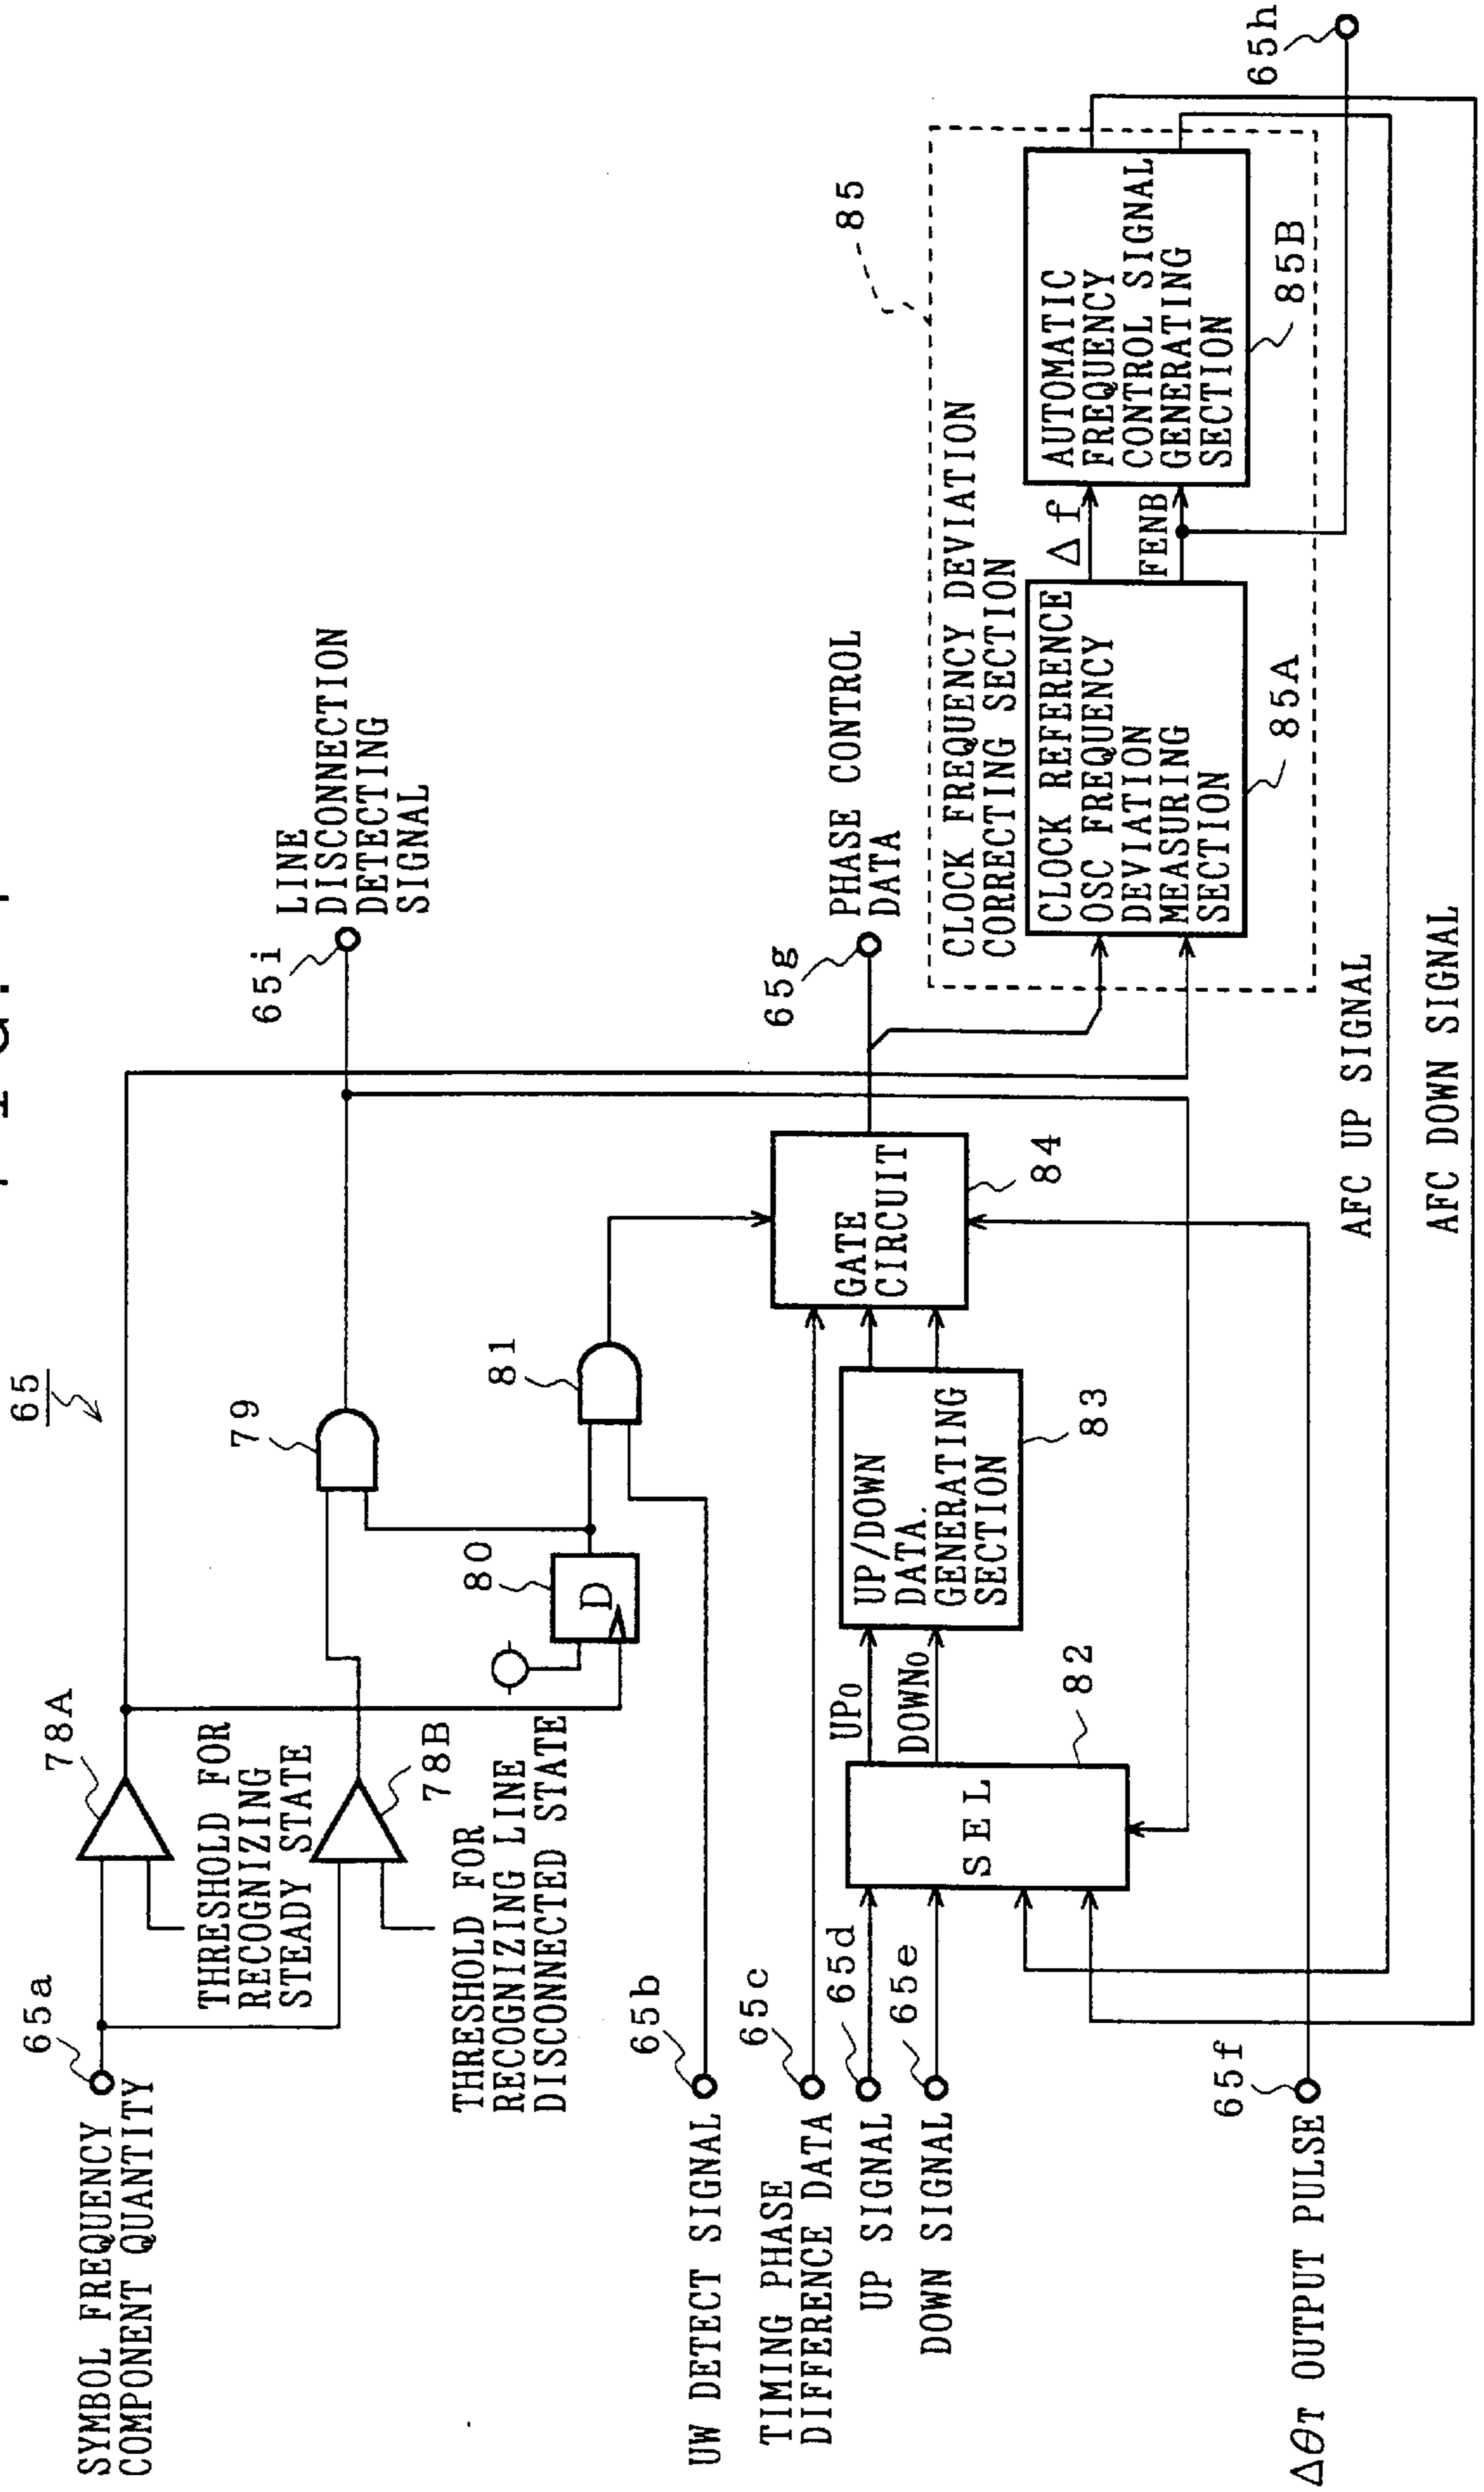 65
SYMBOL FREQUENCY
COMPONENT QUANTITY
65a
78A
THRESHOLD FOR
RECOGNIZING
STEADY STATE
78B
THRESHOLD FOR
RECOGNIZING LINE
DISCONNECTED STATE
79
80
D
81
65i
LINE
DISCONNECTION
DETECTING
SIGNAL
UW DETECT SIGNAL
65b
TIMING PHASE
DIFFERENCE DATA
65c
UP SIGNAL
65d
DOWN SIGNAL
65e
SEL
82
UP0
DOWN0
UP/DOWN
DATA.
GENERATING
SECTION
83
GATE
CIRCUIT
84
65g
PHASE CONTROL
DATA
85
CLOCK FREQUENCY DEVIATION
CORRECTING SECTION
CLOCK REFERENCE
OSC FREQUENCY
DEVIATION
MEASURING
SECTION
85A
Δf
FENB
AUTOMATIC
FREQUENCY
CONTROL SIGNAL
GENERATING
SECTION
85B
65h
ΔθT OUTPUT PULSE
65f
AFC UP SIGNAL
AFC DOWN SIGNAL